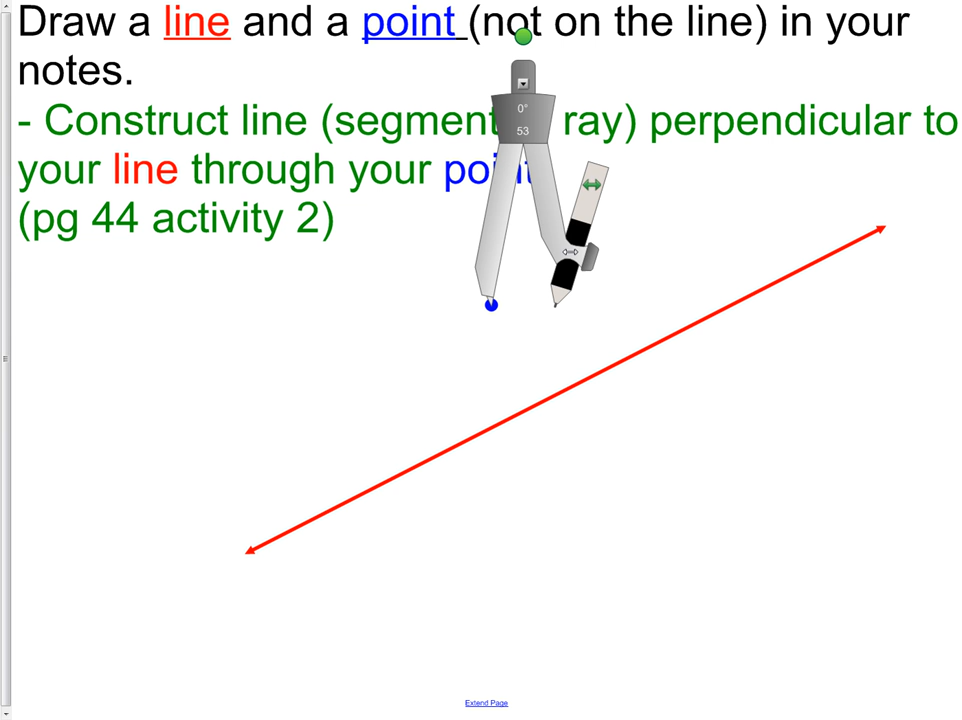 Draw a line and a point (not on the line) in your
notes.
- Construct line (segment ray) perpendicular to
your line through your point
(pg 44 activity 2)
0°
53
Extend Page